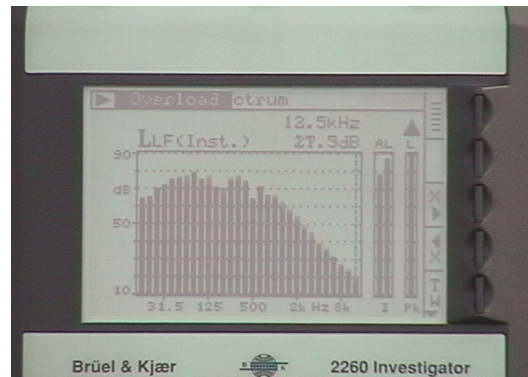 Overload ctrum
12.5kHz
LLF(Inst.) dB AL L
90
dB
50
10
31.5 125 500 2k Hz 8k I Pk
X
X
Brüel & Kjær B K 2260 Investigator